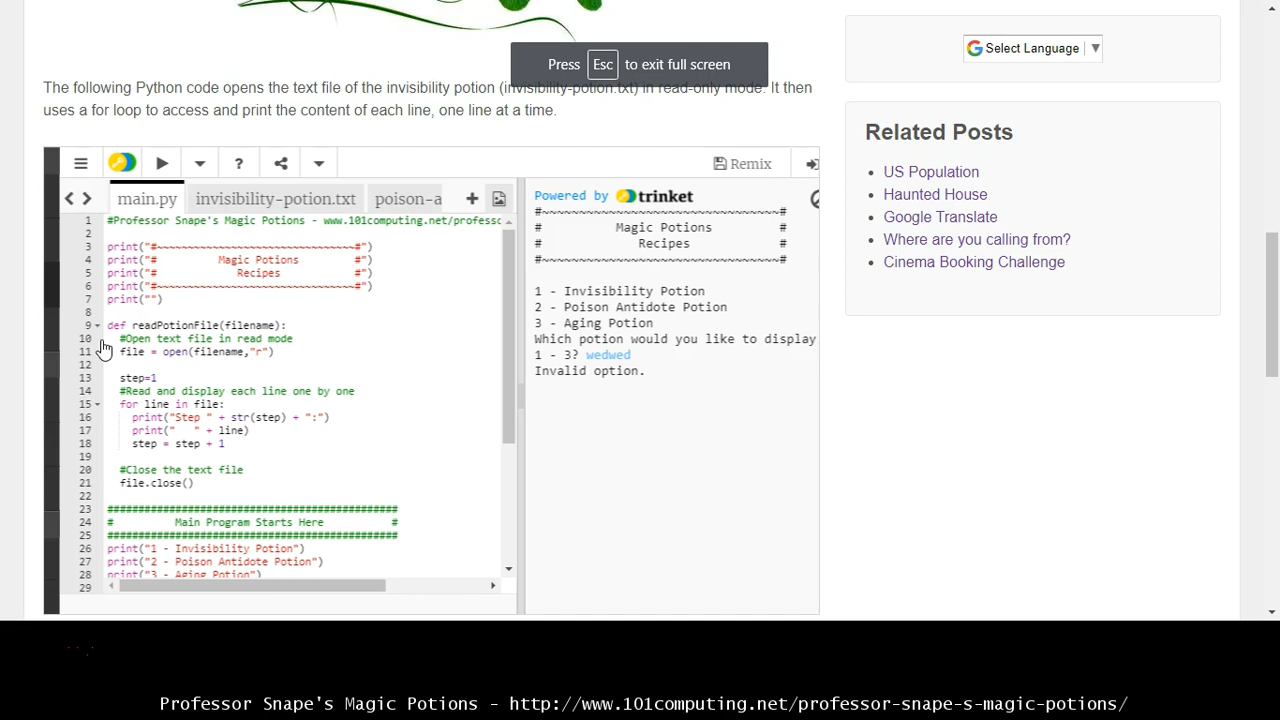 Press Esc to exit full screen
Select Language ▼
The following Python code opens the text file of the invisibility potion (invisibility-potion.txt) in read-only mode. It then
uses a for loop to access and print the content of each line, one line at a time.
Related Posts
US Population
Haunted House
Google Translate
Where are you calling from?
Cinema Booking Challenge
? Remix
main.py invisibility-potion.txt poison-a +
1 #Professor Snape's Magic Potions - www.101computing.net/professo
2
3 print("#~~~~~~~~~~~~~~~~~~~~~~~~~~~~~~~~#")
4 print("# Magic Potions #")
5 print("# Recipes #")
6 print("#~~~~~~~~~~~~~~~~~~~~~~~~~~~~~~~~#")
7 print("")
8
9 def readPotionFile(filename):
10 #Open text file in read mode
11 file = open(filename,"r")
12
13 step=1
14 #Read and display each line one by one
15 for line in file:
16 print("Step " + str(step) + ":")
17 print("   " + line)
18 step = step + 1
19
20 #Close the text file
21 file.close()
22
23 ###############################################
24 # Main Program Starts Here #
25 ###############################################
26 print("1 - Invisibility Potion")
27 print("2 - Poison Antidote Potion")
28 print("3 - Aging Potion")
29
Powered by trinket
#~~~~~~~~~~~~~~~~~~~~~~~~~~~~~#
# Magic Potions #
# Recipes #
#~~~~~~~~~~~~~~~~~~~~~~~~~~~~~#
1 - Invisibility Potion
2 - Poison Antidote Potion
3 - Aging Potion
Which potion would you like to display
1 - 3? wedwed
Invalid option.
Professor Snape's Magic Potions - http://www.101computing.net/professor-snape-s-magic-potions/